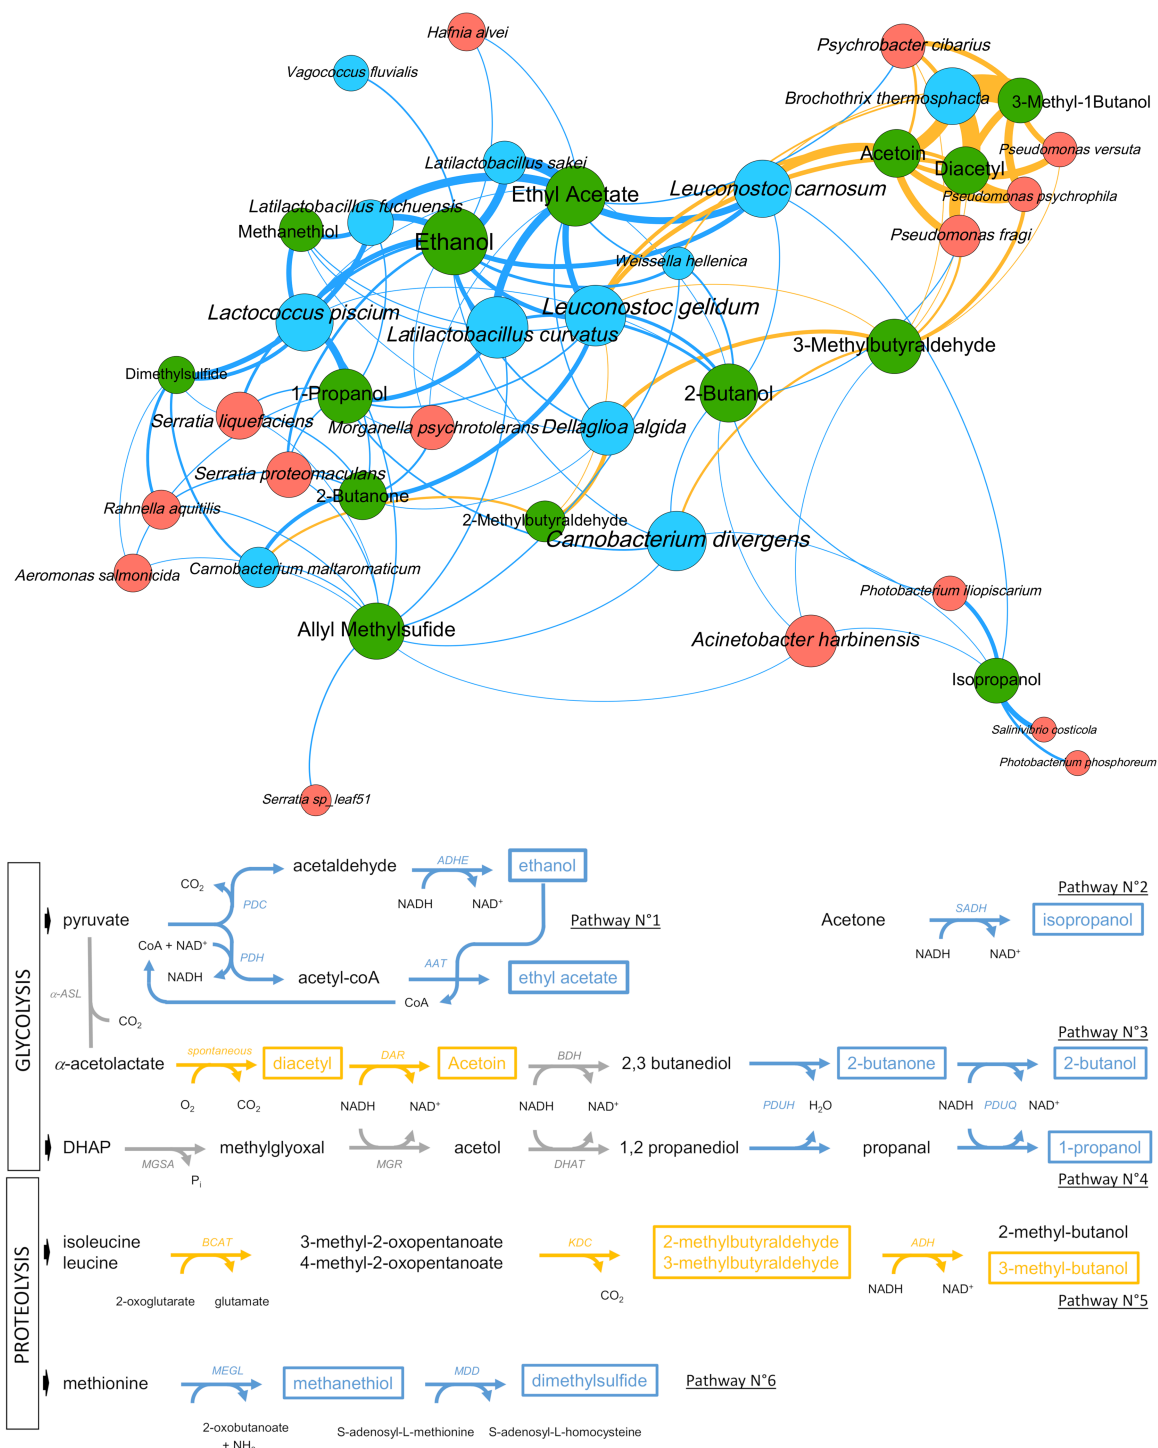 Hafnia alvei
Psychrobacter cibarius
Vagococcus fluvialis
Brochothrix thermosphacta
3-Methyl-1Butanol
Latilactobacillus sakei
Acetoin
Pseudomonas versuta
Diacetyl
Ethyl Acetate
Leuconostoc carnosum
Pseudomonas psychrophila
Latilactobacillus fuchuensis
Methanethiol
Ethanol
Pseudomonas fragi
Weissella hellenica
Lactococcus piscium
Leuconostoc gelidum
Latilactobacillus curvatus
3-Methylbutyraldehyde
Dimethylsulfide
1-Propanol
2-Butanol
Serratia liquefaciens
Morganella psychrotolerans
Dellaglioa algida
Serratia proteomaculans
2-Butanone
Rahnella aquitilis
2-Methylbutyraldehyde
Carnobacterium divergens
Aeromonas salmonicida
Carnobacterium maltaromaticum
Photobacterium iliopiscarium
Allyl Methylsufide
Acinetobacter harbinensis
Isopropanol
Salinivibrio costicola
Photobacterium phosphoreum
Serratia sp_leaf51
GLYCOLYSIS
acetaldehyde
ADHE
ethanol
CO2
PDC
NADH
NAD+
pyruvate
Pathway N°1
CoA + NAD+
PDH
NADH
acetyl-coA
AAT
ethyl acetate
CoA
Pathway N°2
Acetone
SADH
isopropanol
NADH
NAD+
α-ASL
CO2
Pathway N°3
α-acetolactate
spontaneous
diacetyl
DAR
Acetoin
BDH
2,3 butanediol
2-butanone
2-butanol
O2
CO2
NADH
NAD+
NADH
NAD+
PDUH
H2O
NADH
PDUQ
NAD+
DHAP
MGSA
Pi
methylglyoxal
MGR
acetol
DHAT
1,2 propanediol
propanal
1-propanol
Pathway N°4
PROTEOLYSIS
isoleucine
leucine
BCAT
2-oxoglutarate
glutamate
3-methyl-2-oxopentanoate
4-methyl-2-oxopentanoate
KDC
CO2
2-methylbutyraldehyde
3-methylbutyraldehyde
ADH
NADH
NAD+
2-methyl-butanol
3-methyl-butanol
Pathway N°5
methionine
MEGL
methanethiol
MDD
dimethylsulfide
Pathway N°6
2-oxobutanoate
+ NH3
S-adenosyl-L-methionine
S-adenosyl-L-homocysteine